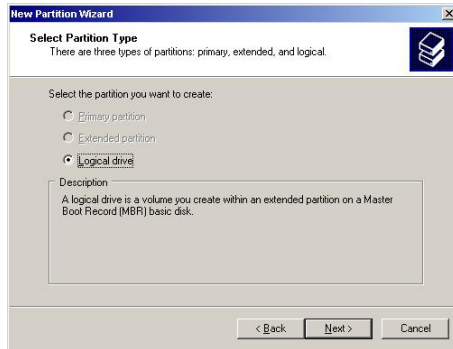 New Partition Wizard
Select Partition Type
There are three types of partitions: primary, extended, and logical.
Select the partition you want to create:
Primary partition
Extended partition
Logical drive
Description
A logical drive is a volume you create within an extended partition on a Master
Boot Record (MBR) basic disk.
< Back Next > Cancel